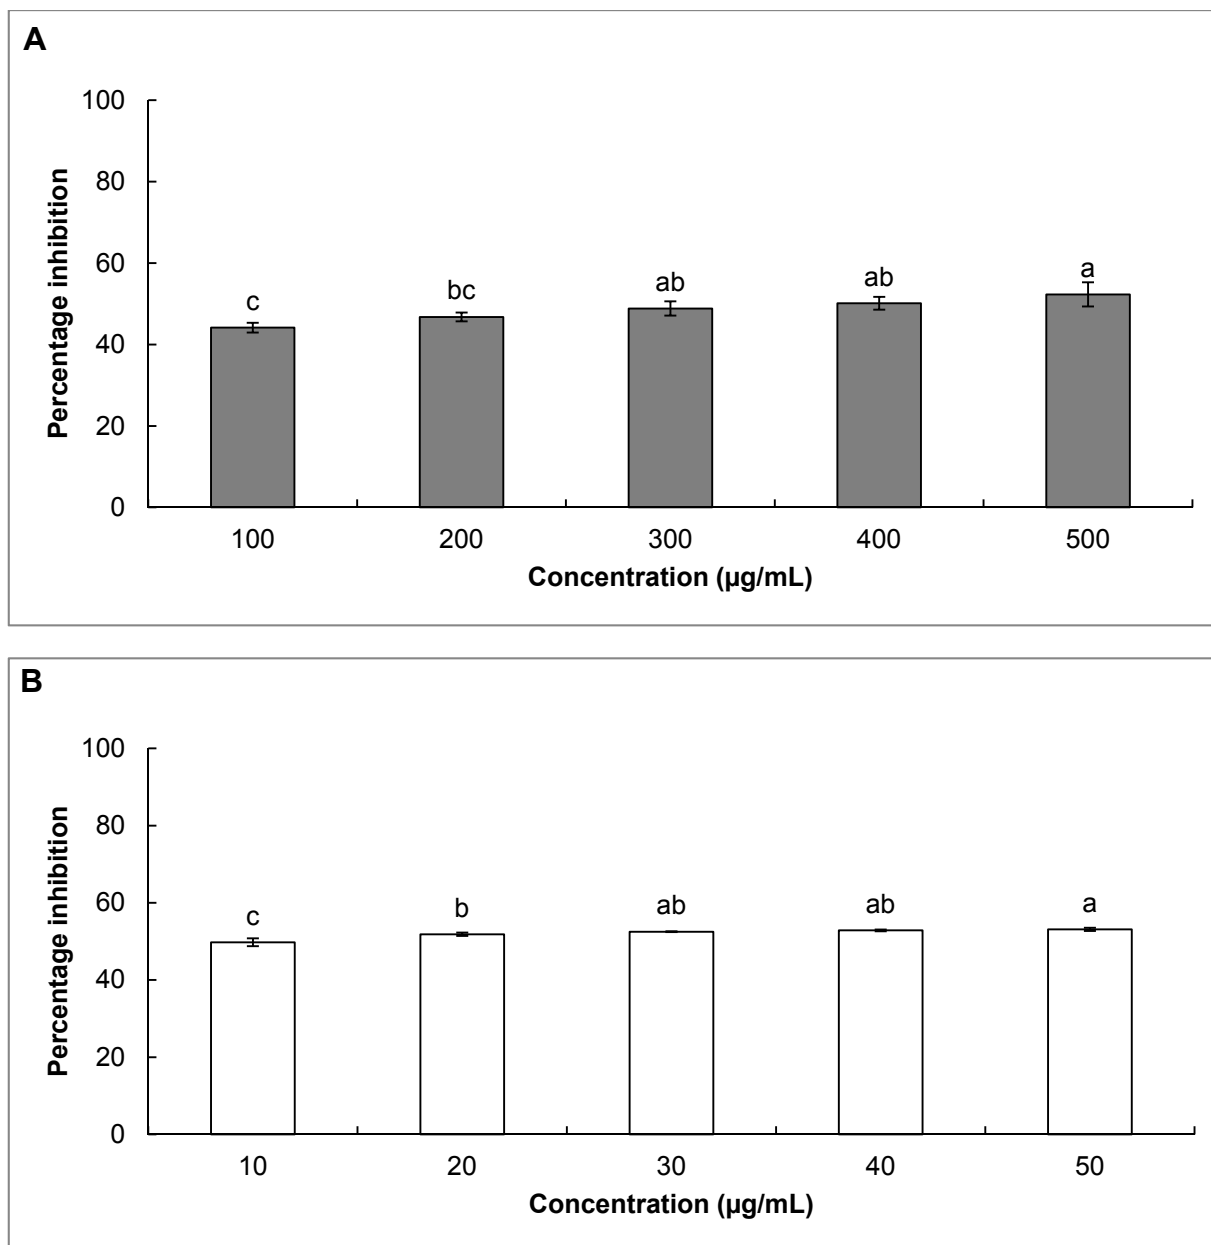 A
100
80
60
40
20
0
Percentage inhibition
c
bc
ab
ab
a
100 200 300 400 500
Concentration (µg/mL)
B
100
80
60
40
20
0
Percentage inhibition
c
b
ab
ab
a
10 20 30 40 50
Concentration (µg/mL)